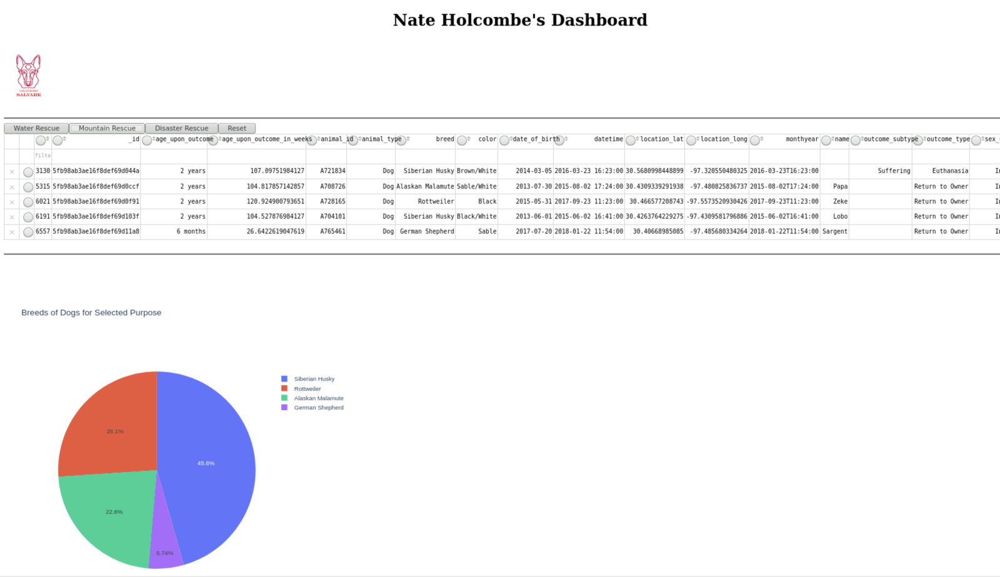 Nate Holcombe's Dashboard
SALVARE
Water Rescue Mountain Rescue Disaster Rescue Reset
_id age_upon_outcome age_upon_outcome_in_weeks animal_id animal_type breed color date_of_birth datetime location_lat location_long monthyear name outcome_subtype outcome_type sex_
filte
3130 5fb98ab3ae16f8def69d044a 2 years 107.09751984127 A721834 Dog Siberian Husky Brown/White 2014-03-05 2016-03-23 16:23:00 30.5680998448899 -97.320550480325 2016-03-23T16:23:00 Suffering Euthanasia In
5315 5fb98ab3ae16f8def69d0ccf 2 years 104.817857142857 A708726 Dog Alaskan Malamute Sable/White 2013-07-30 2015-08-02 17:24:00 30.4309339291938 -97.480825836737 2015-08-02T17:24:00 Papa Return to Owner In
6021 5fb98ab3ae16f8def69d0f91 2 years 120.924900793651 A728165 Dog Rottweiler Black 2015-05-31 2017-09-23 11:23:00 30.466577208743 -97.5573520930426 2017-09-23T11:23:00 Zeke Return to Owner In
6191 5fb98ab3ae16f8def69d103f 2 years 104.527876984127 A704101 Dog Siberian Husky Black/White 2013-06-01 2015-06-02 16:41:00 30.4263764229275 -97.4309581796886 2015-06-02T16:41:00 Lobo Return to Owner In
6557 5fb98ab3ae16f8def69d11a8 6 months 26.6422619047619 A765461 Dog German Shepherd Sable 2017-07-20 2018-01-22 11:54:00 30.40668985085 -97.485680334264 2018-01-22T11:54:00 Sargent Return to Owner In
Breeds of Dogs for Selected Purpose
Siberian Husky
Rottweiler
Alaskan Malamute
German Shepherd
26.1%
45.6%
22.6%
5.74%